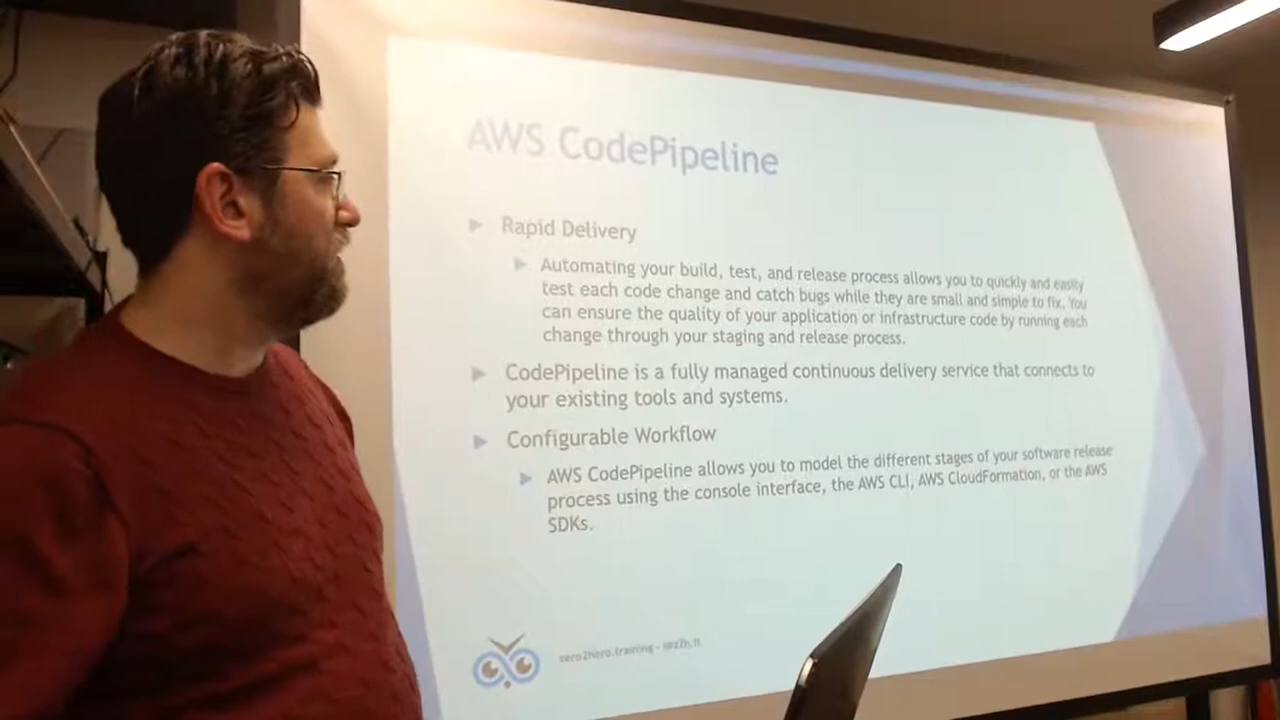 AWS CodePipeline
Rapid Delivery
Automating your build, test, and release process allows you to quickly and easily
test each code change and catch bugs while they are small and simple to fix. You
can ensure the quality of your application or infrastructure code by running each
change through your staging and release process.
CodePipeline is a fully managed continuous delivery service that connects to
your existing tools and systems.
Configurable Workflow
AWS CodePipeline allows you to model the different stages of your software release
process using the console interface, the AWS CLI, AWS CloudFormation, or the AWS
SDKs.
zero2hero.training -